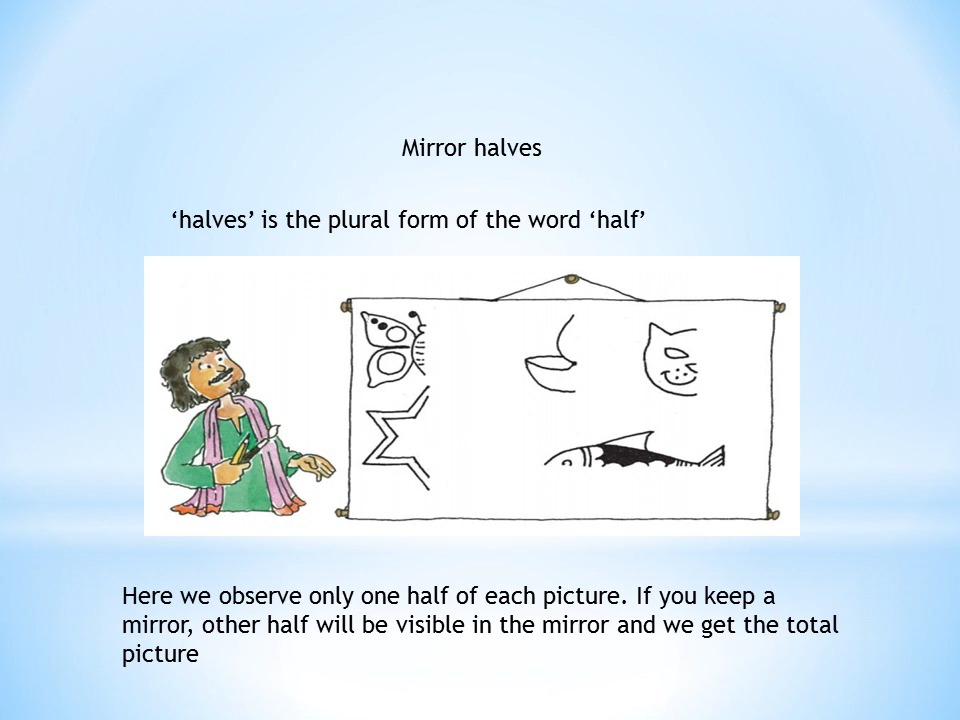 Mirror halves
‘halves’ is the plural form of the word ‘half’
Here we observe only one half of each picture. If you keep a
mirror, other half will be visible in the mirror and we get the total
picture